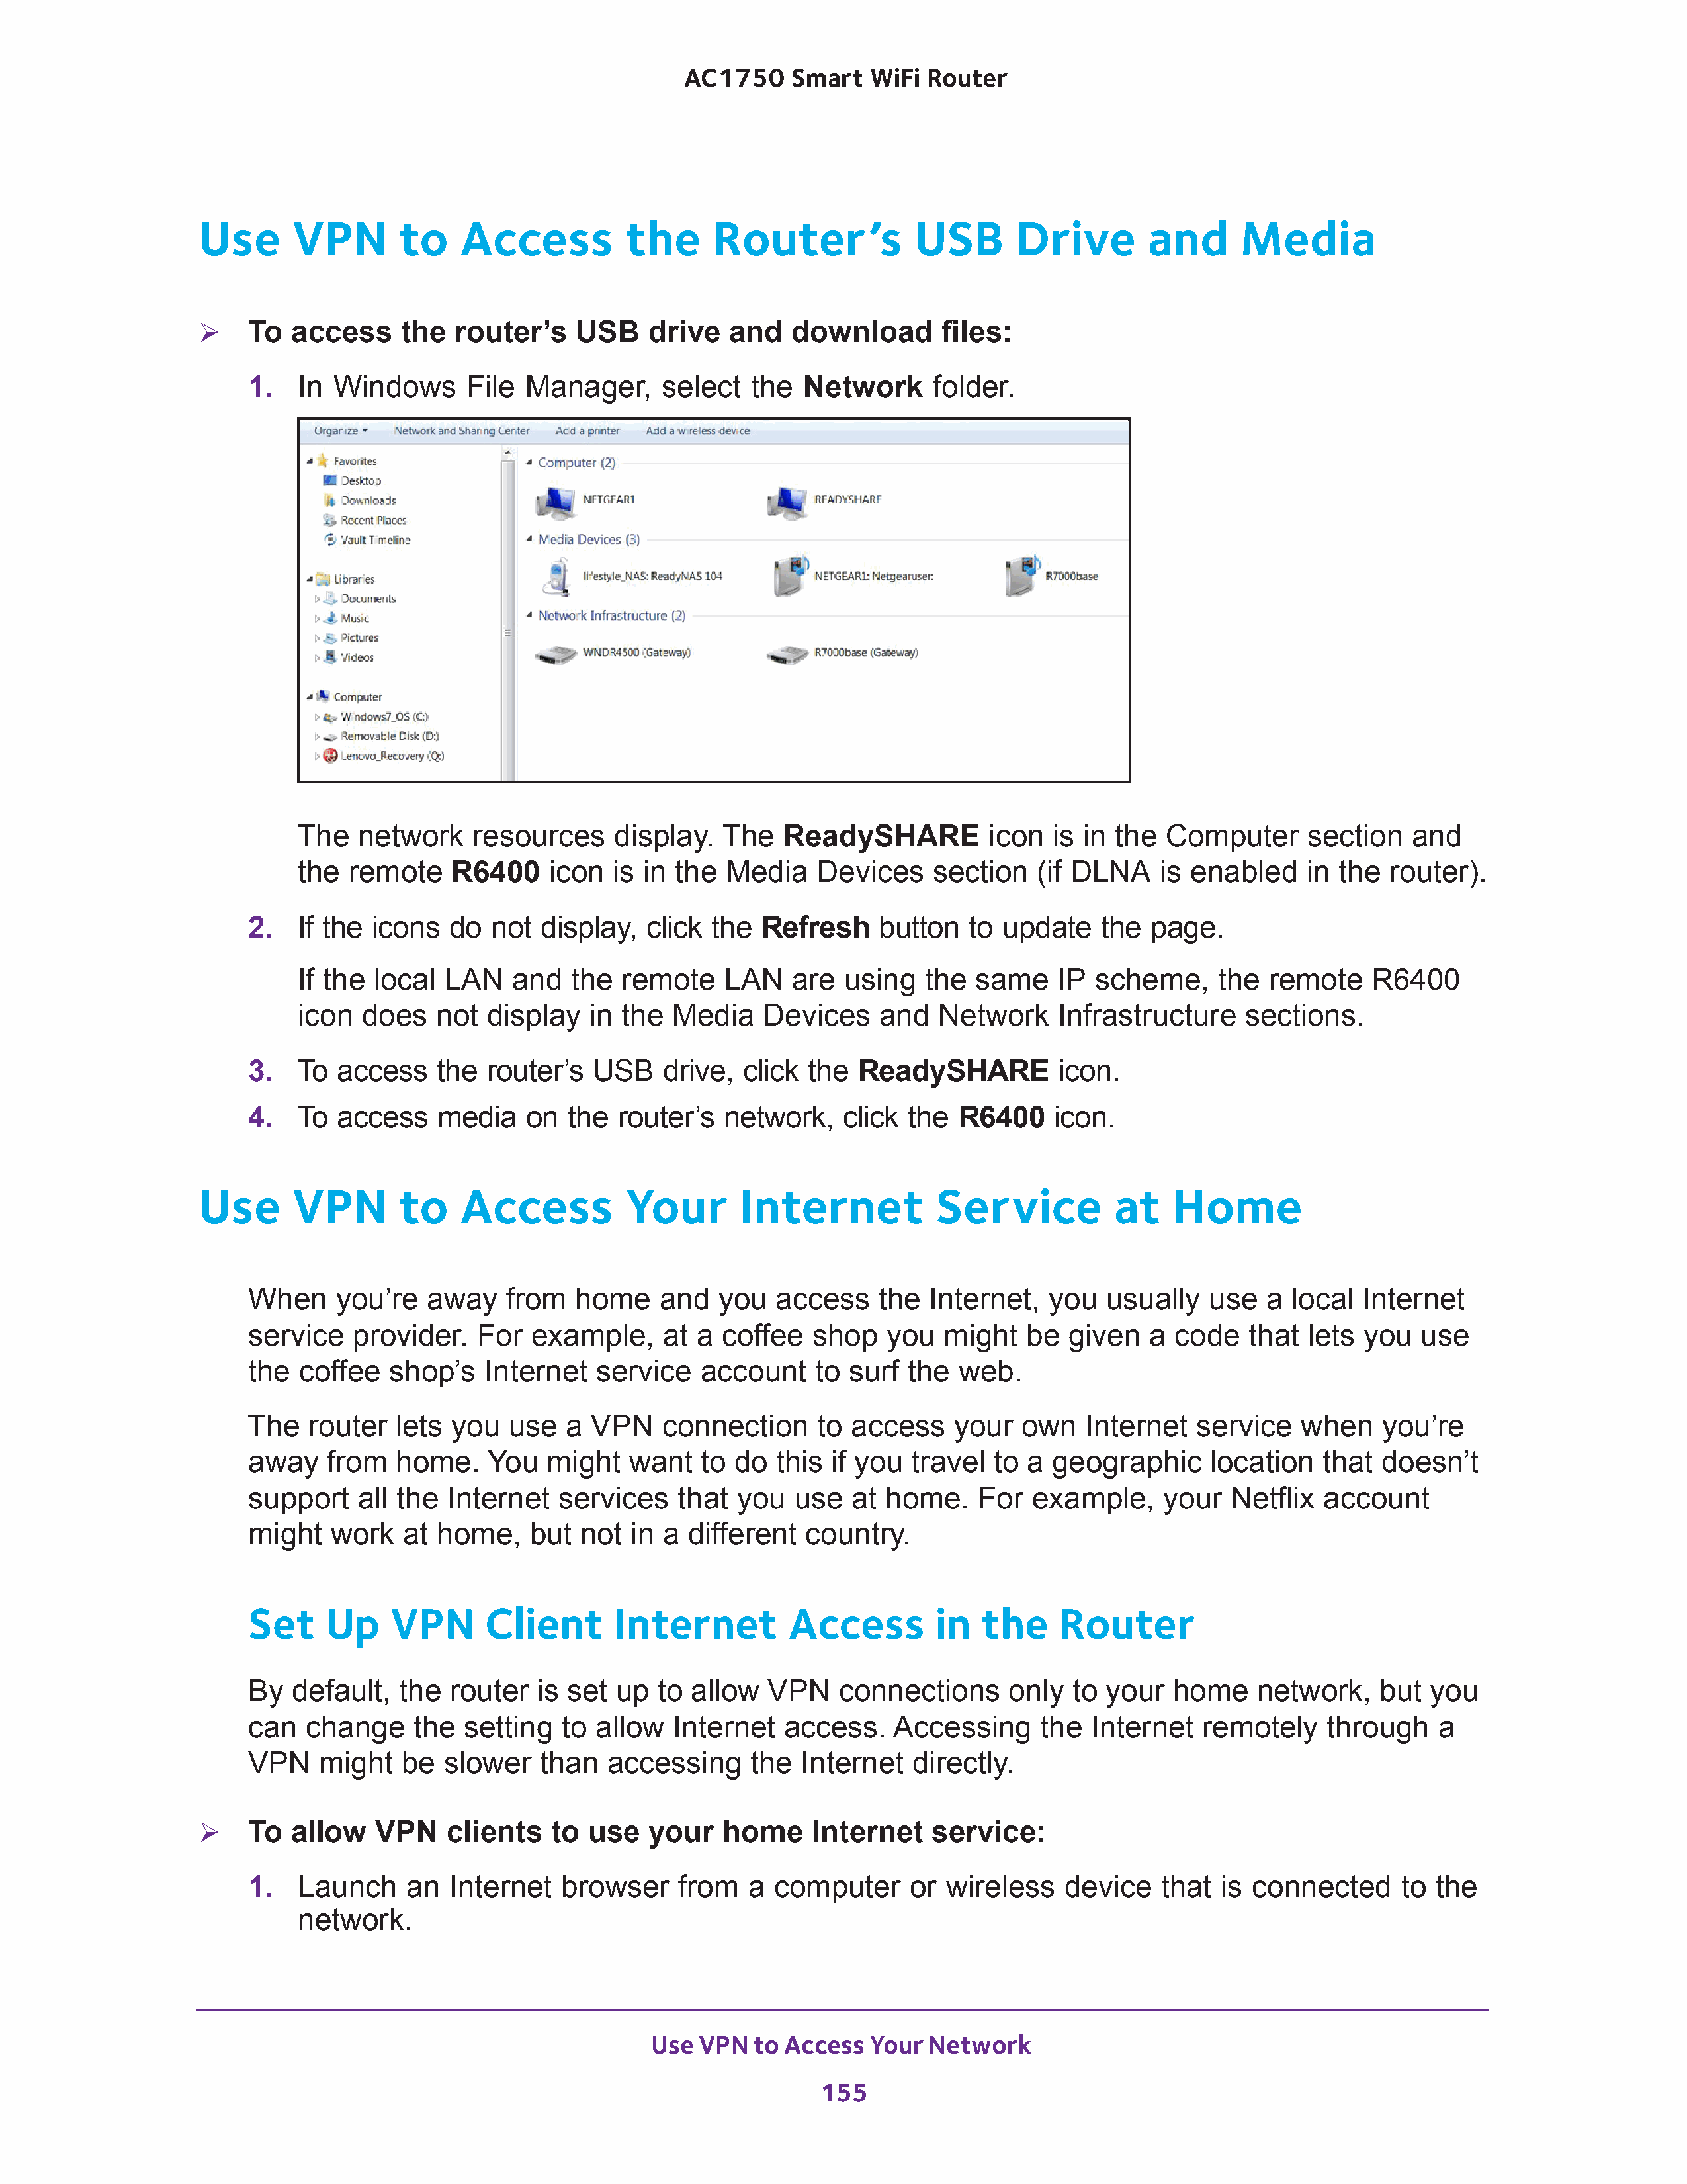 AC1750 Smart WiFi Router
Use VPN to Access the Router’s USB Drive and Media
➢ To access the router’s USB drive and download files:
1. In Windows File Manager, select the Network folder.
Organize Network and Sharing Center Add a printer Add a wireless device
Favorites
Desktop
Downloads
Recent Places
Vault Timeline
Libraries
Documents
Music
Pictures
Videos
Computer
Windows7_OS (C:)
Removable Disk (D:)
Lenovo_Recovery (Q:)
Computer (2)
NETGEAR1 READYSHARE
Media Devices (3)
lifestyle_NAS: ReadyNAS 104 NETGEAR1: Netgearuser: R7000base
Network Infrastructure (2)
WNDR4500 (Gateway) R7000base (Gateway)
The network resources display. The ReadySHARE icon is in the Computer section and
the remote R6400 icon is in the Media Devices section (if DLNA is enabled in the router).
2. If the icons do not display, click the Refresh button to update the page.
If the local LAN and the remote LAN are using the same IP scheme, the remote R6400
icon does not display in the Media Devices and Network Infrastructure sections.
3. To access the router’s USB drive, click the ReadySHARE icon.
4. To access media on the router’s network, click the R6400 icon.
Use VPN to Access Your Internet Service at Home
When you’re away from home and you access the Internet, you usually use a local Internet
service provider. For example, at a coffee shop you might be given a code that lets you use
the coffee shop’s Internet service account to surf the web.
The router lets you use a VPN connection to access your own Internet service when you’re
away from home. You might want to do this if you travel to a geographic location that doesn’t
support all the Internet services that you use at home. For example, your Netflix account
might work at home, but not in a different country.
Set Up VPN Client Internet Access in the Router
By default, the router is set up to allow VPN connections only to your home network, but you
can change the setting to allow Internet access. Accessing the Internet remotely through a
VPN might be slower than accessing the Internet directly.
➢ To allow VPN clients to use your home Internet service:
1. Launch an Internet browser from a computer or wireless device that is connected to the
network.
Use VPN to Access Your Network
155